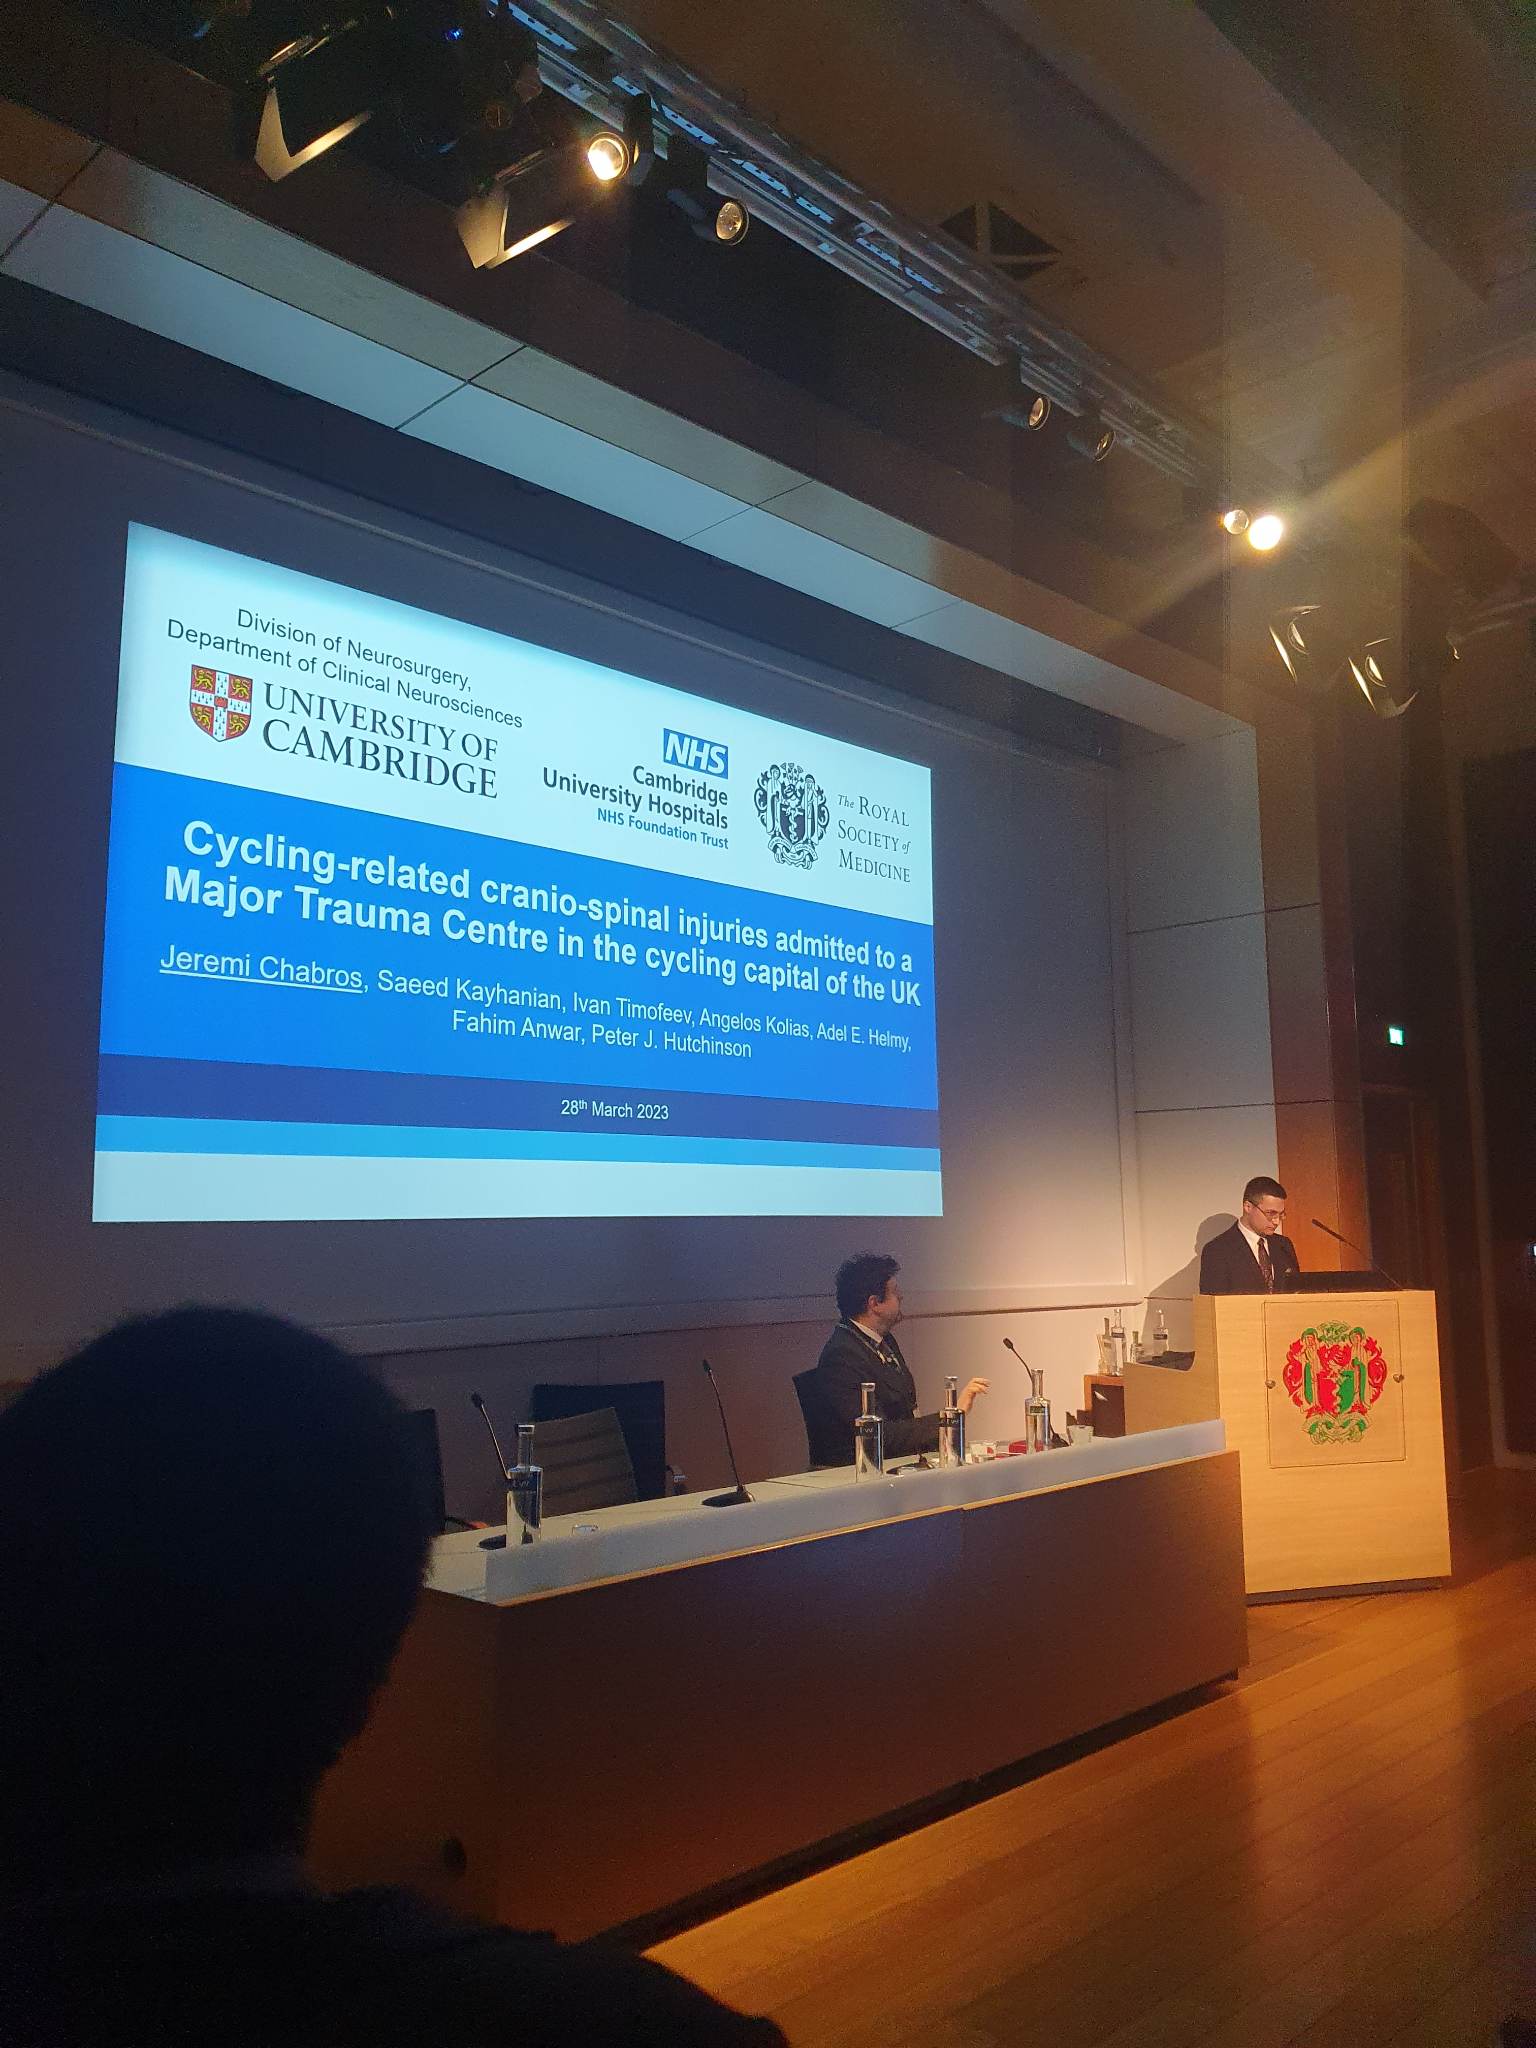 Division of Neurosurgery,
Department of Clinical Neurosciences
UNIVERSITY OF
CAMBRIDGE
NHS
Cambridge
University Hospitals
NHS Foundation Trust
The ROYAL
SOCIETY of
MEDICINE
Cycling-related cranio-spinal injuries admitted to a
Major Trauma Centre in the cycling capital of the UK
Jeremi Chabros, Saeed Kayhanian, Ivan Timofeev, Angelos Kolias, Adel E. Helmy,
Fahim Anwar, Peter J. Hutchinson
28th March 2023